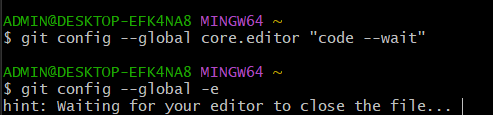 ADMIN@DESKTOP-EFK4NA8 MINGW64 ~
$ git config --global core.editor "code --wait"
ADMIN@DESKTOP-EFK4NA8 MINGW64 ~
$ git config --global -e
hint: Waiting for your editor to close the file...